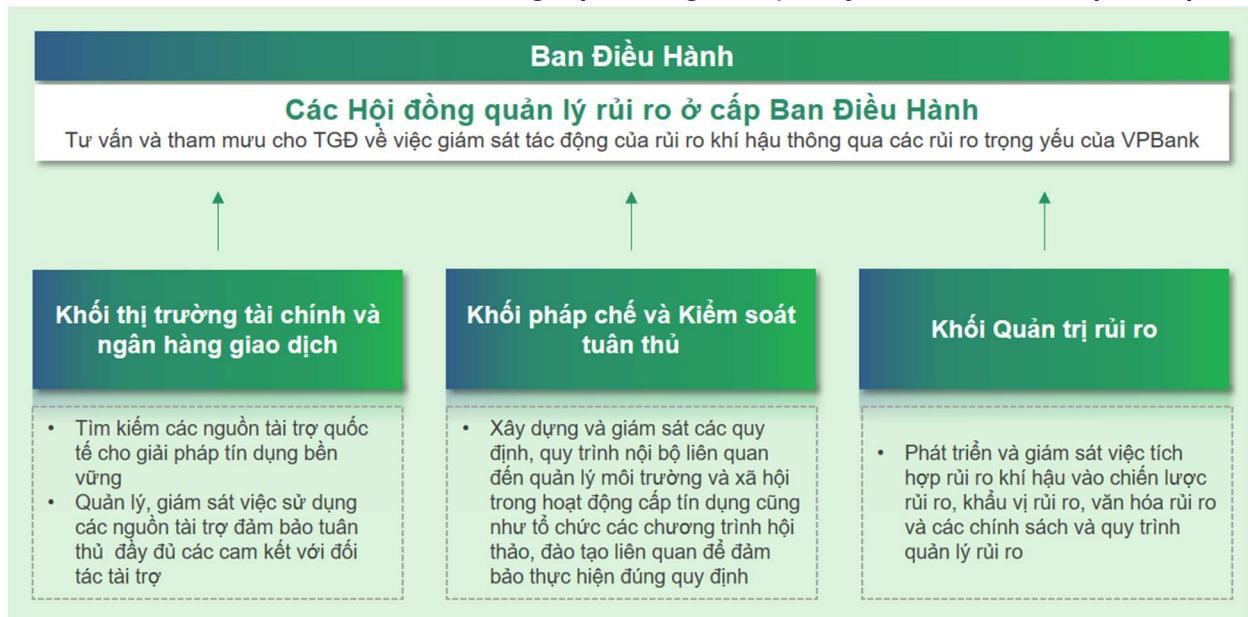 Ban Điều Hành
Các Hội đồng quản lý rủi ro ở cấp Ban Điều Hành
Tư vấn và tham mưu cho TGĐ về việc giám sát tác động của rủi ro khí hậu thông qua các rủi ro trọng yếu của VPBank
Khối thị trường tài chính và
ngân hàng giao dịch
• Tìm kiếm các nguồn tài trợ quốc
tế cho giải pháp tín dụng bền
vững
• Quản lý, giám sát việc sử dụng
các nguồn tài trợ đảm bảo tuân
thủ đầy đủ các cam kết với đối
tác tài trợ
Khối pháp chế và Kiểm soát
tuân thủ
• Xây dựng và giám sát các quy
định, quy trình nội bộ liên quan
đến quản lý môi trường và xã hội
trong hoạt động cấp tín dụng cũng
như tổ chức các chương trình hội
thảo, đào tạo liên quan để đảm
bảo thực hiện đúng quy định
Khối Quản trị rủi ro
• Phát triển và giám sát việc tích
hợp rủi ro khí hậu vào chiến lược
rủi ro, khẩu vị rủi ro, văn hóa rủi ro
và các chính sách và quy trình
quản lý rủi ro